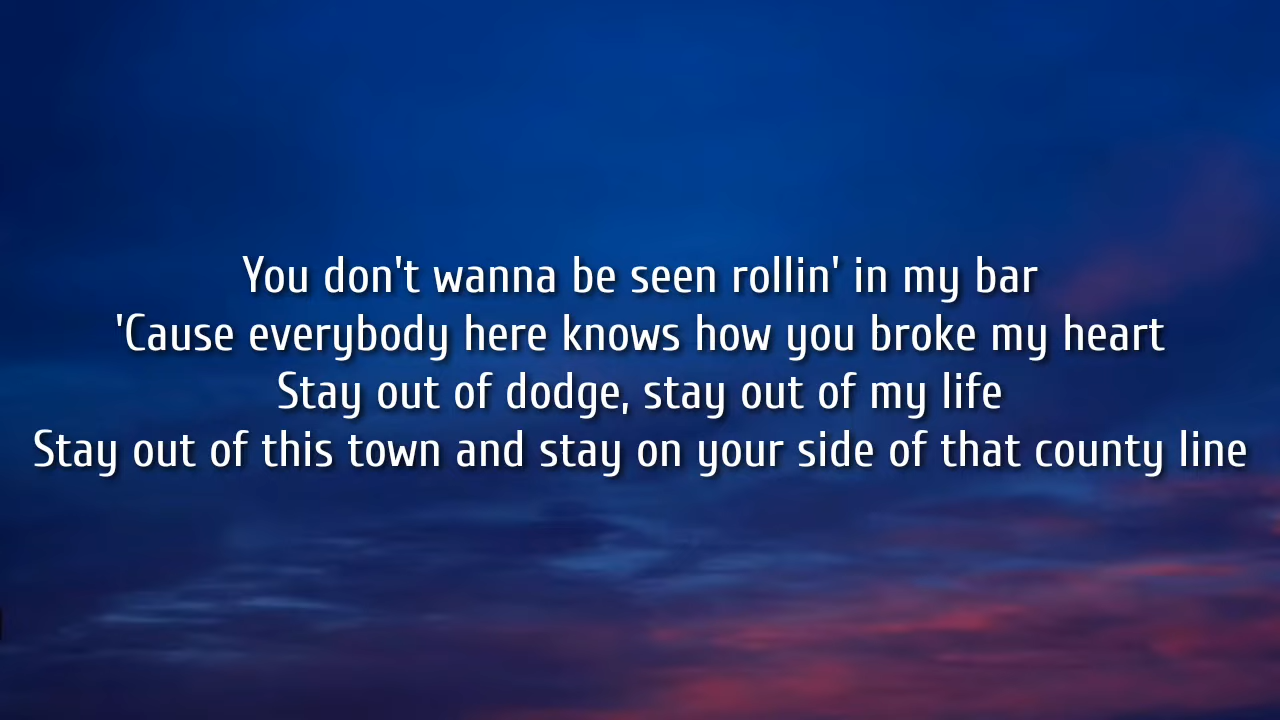 You don't wanna be seen rollin' in my bar
'Cause everybody here knows how you broke my heart
Stay out of dodge, stay out of my life
Stay out of this town and stay on your side of that county line